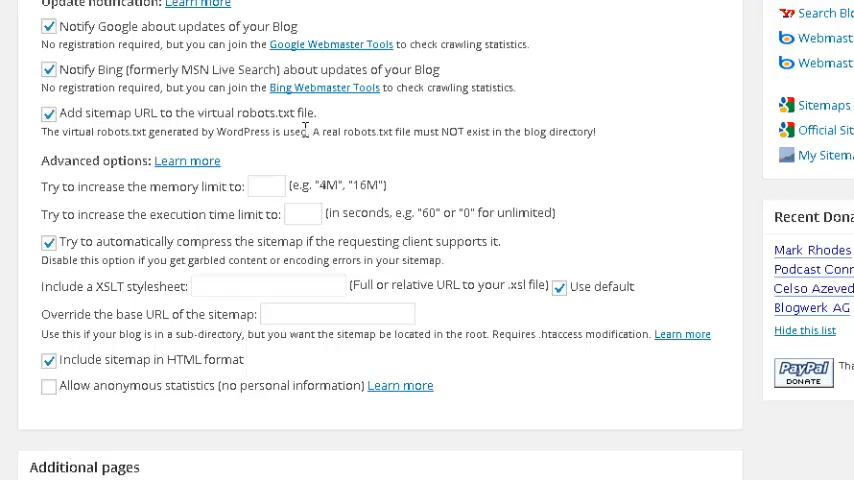 Update notification: Learn more
Notify Google about updates of your Blog
No registration required, but you can join the Google Webmaster Tools to check crawling statistics.
Notify Bing (formerly MSN Live Search) about updates of your Blog
No registration required, but you can join the Bing Webmaster Tools to check crawling statistics.
Add sitemap URL to the virtual robots.txt file.
The virtual robots.txt generated by WordPress is used. A real robots.txt file must NOT exist in the blog directory!
Advanced options: Learn more
Try to increase the memory limit to: (e.g. "4M", "16M")
Try to increase the execution time limit to: (in seconds, e.g. "60" or "0" for unlimited)
Try to automatically compress the sitemap if the requesting client supports it.
Disable this option if you get garbled content or encoding errors in your sitemap.
Include a XSLT stylesheet: (Full or relative URL to your .xsl file) Use default
Override the base URL of the sitemap:
Use this if your blog is in a sub-directory, but you want the sitemap be located in the root. Requires .htaccess modification. Learn more
Include sitemap in HTML format
Allow anonymous statistics (no personal information) Learn more
Additional pages
Search Blo
Webmast
Webmast
Sitemaps
Official Sit
My Sitem
Recent Dona
Mark Rhodes
Podcast Conn
Celso Azeved
Blogwerk AG
Hide this list
PayPal
DONATE
Tha